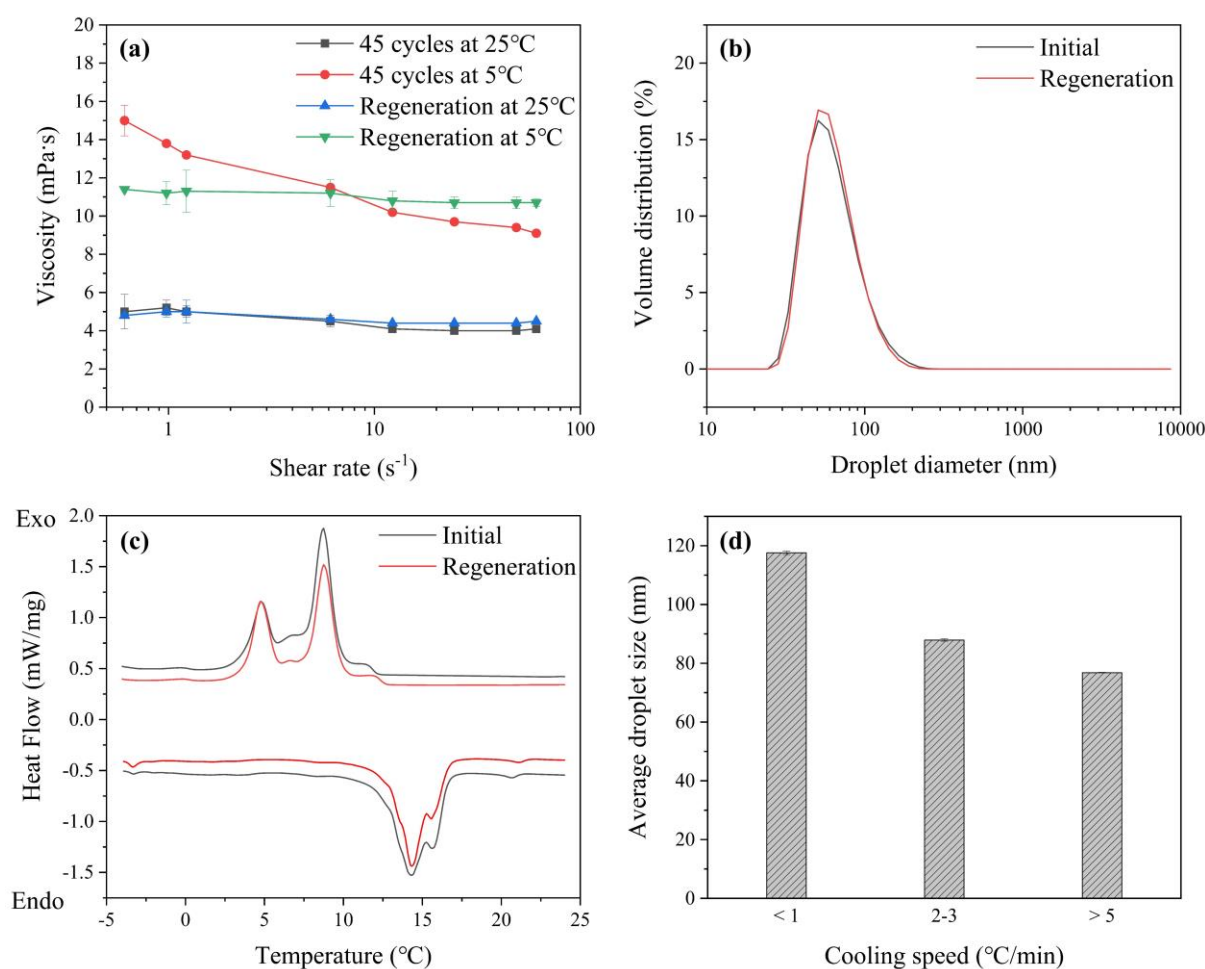 (a)
45 cycles at 25℃
45 cycles at 5℃
Regeneration at 25℃
Regeneration at 5℃
20
18
16
14
12
10
8
6
4
2
0
Viscosity (mPa·s)
1
10
100
Shear rate (s⁻¹)
(b)
Initial
Regeneration
20
15
10
5
0
Volume distribution (%)
10
100
1000
10000
Droplet diameter (nm)
(c)
Initial
Regeneration
Exo
2.0
1.5
1.0
0.5
0.0
-0.5
-1.0
-1.5
Endo
Heat Flow (mW/mg)
-5
0
5
10
15
20
25
Temperature (℃)
(d)
120
100
80
60
40
20
0
Average droplet size (nm)
< 1
2-3
> 5
Cooling speed (℃/min)